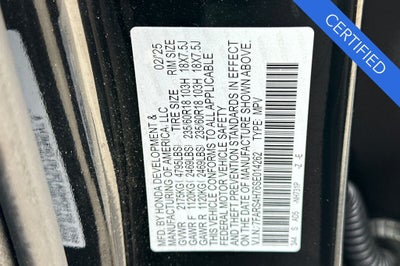 CERTIFIED
MFD. BY HONDA DEVELOPMENT & 02/25
MANUFACTURING OF AMERICA, LLC
TIRE SIZE RIM SIZE
GVWR 2175KG( 4795LBS)
GAWR F 1120KG( 2469LBS) 235/60R18 103H 18X7.5J
GAWR R 1120KG( 2469LBS) 235/60R18 103H 18X7.5J
THIS VEHICLE CONFORMS TO ALL APPLICABLE
FEDERAL MOTOR VEHICLE SAFETY
AND THEFT PREVENTION STANDARDS IN EFFECT
ON THE DATE OF MANUFACTURE SHOWN ABOVE.
V.I.N.: TYPE: MPV